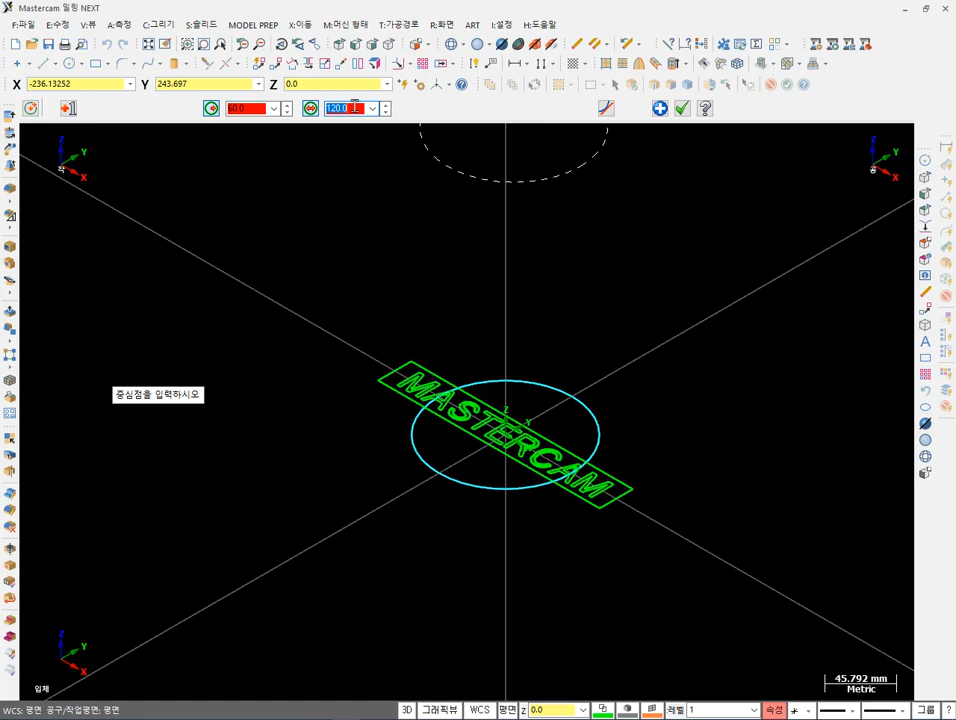 Mastercam 밀링 NEXT
F:파일 E:수정 V:뷰 A:측정 C:그리기 S:솔리드 MODEL PREP X:이동 M:머신 형태 T:가공경로 R:화면 ART I:설정 H:도움말
X -236.13252 Y 243.697 Z 0.0
60.0 120.0
Z Y X
Z Y X
중심점을 입력하시오
MASTERCAM
Z Y
Z Y X
입체
45.792 mm
Metric
WCS: 평면 공구/작업평면: 평면 3D 그래픽뷰 WCS 평면 Z 0.0 레벨 1 속성 그룹 ?